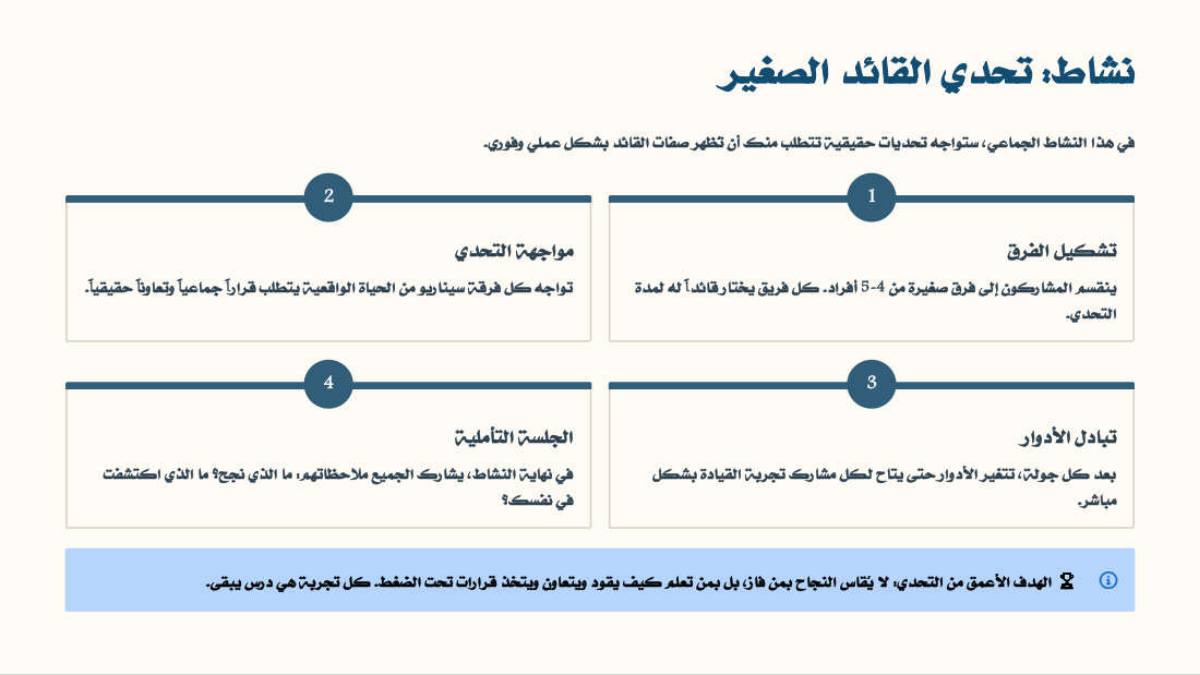 نشاط: تحدي القائد الصغير
في هذا النشاط الجماعي، ستواجه تحديات حقيقية تتطلب منك أن تظهر صفات القائد بشكل عملي وفوري.
1
تشكيل الفرق
ينقسم المشاركون إلى فرق صغيرة من 4-5 أفراد. كل فريق يختار قائداً له لمدة
التحدي.
2
مواجهة التحدي
تواجه كل فرقة سيناريو من الحياة الواقعية يتطلب قراراً جماعياً وتعاوناً حقيقياً.
3
تبادل الأدوار
بعد كل جولة، تتغير الأدوار حتى يتاح لكل مشارك تجربة القيادة بشكل
مباشر.
4
الجلسة التأملية
في نهاية النشاط، يشارك الجميع ملاحظاتهم: ما الذي نجح؟ ما الذي اكتشفت
في نفسك؟
الهدف الأعمق من التحدي: لا يُقاس النجاح بمن فاز، بل بمن تعلم كيف يقود ويتعاون ويتخذ قرارات تحت الضغط. كل تجربة هي درس يبقى.